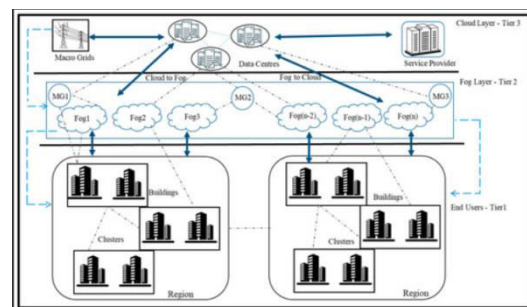 Cloud Layer - Tier 3
Macro Grids
Data-Centres
Service Provider
Cloud to Fog
Fog to Cloud
Fog Layer - Tier 2
MG1
MG2
MG3
Fog1
Fog2
Fog3
Fog(n-2)
Fog(n-1)
Fog(n)
Buildings
Buildings
End Users - Tier1
Clusters
Clusters
Region
Region